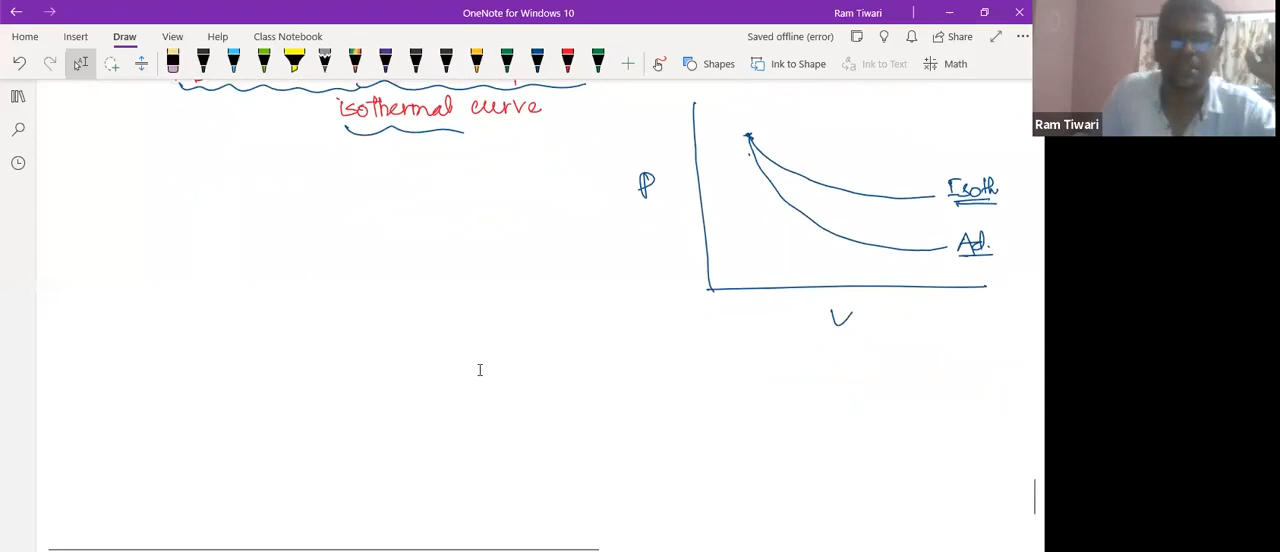 OneNote for Windows 10
Ram Tiwari
Home Insert Draw View Help Class Notebook
Saved offline (error) Share
Shapes Ink to Shape Ink to Text Math
isothermal curve
Ram Tiwari
P
Isoth
Ad.
V